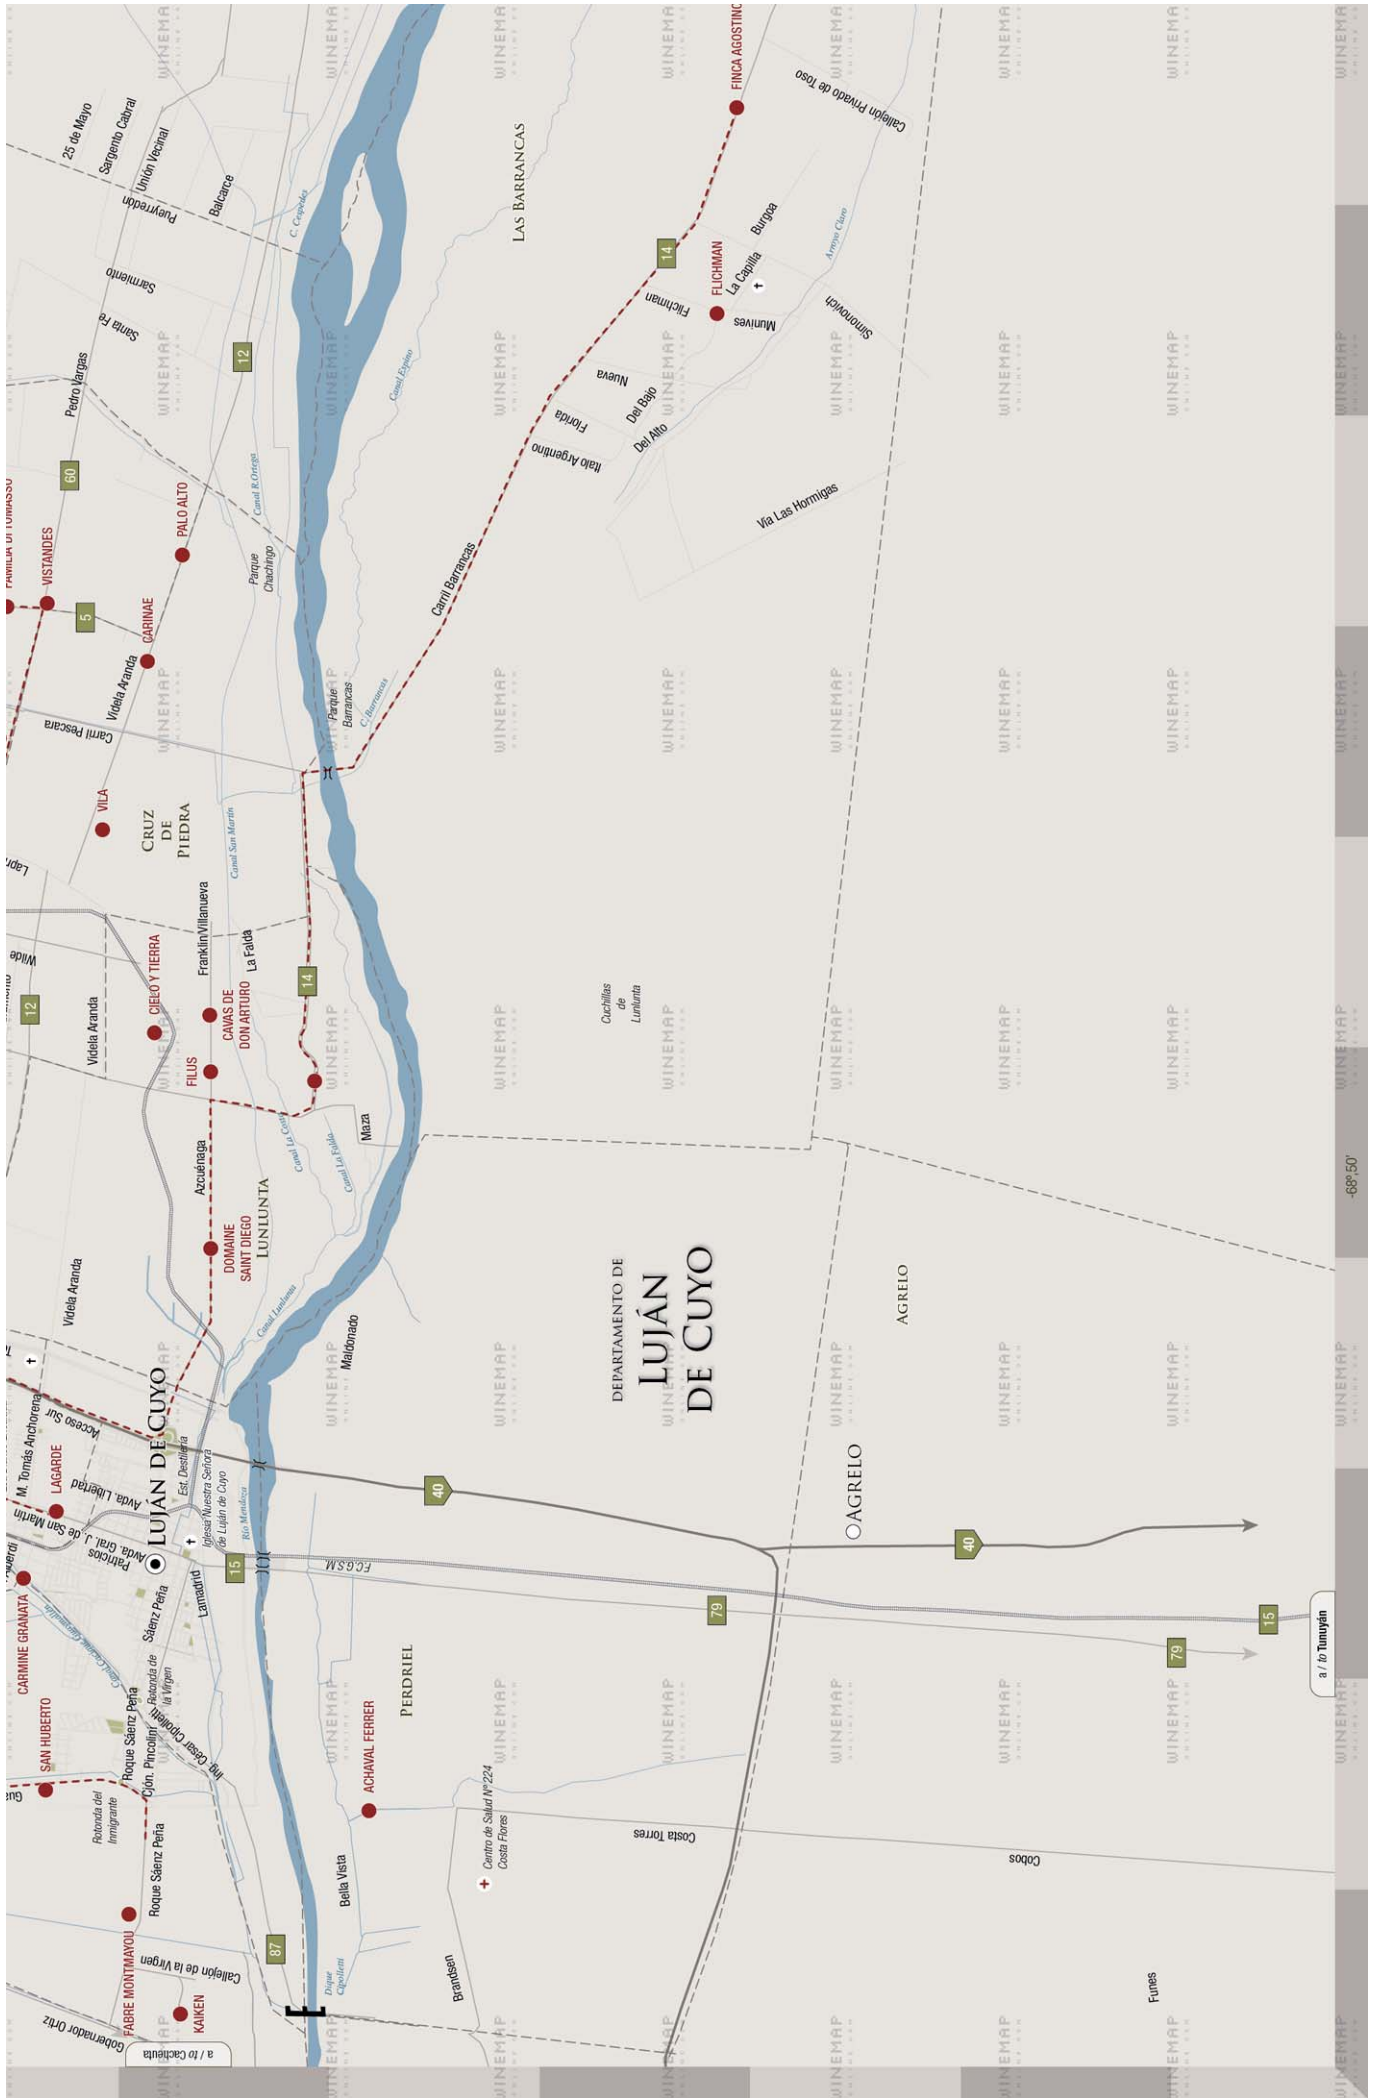 25 de Mayo
Sargento Cabral
Unión Vecinal
Pueyrredón
Balcarce
C. Cespedes
Sarmiento
Santa Fe
Pedro Vargas
12
60
Canal R. Ortega
Canal Espino
LAS BARRANCAS
FINCA AGOSTINO
Callejón Privado de Toso
14
FLICHMAN
La Capilla
Burgoa
Arroyo Claro
Flichman
Munives
Simonovich
Nueva
Del Bajo
Florida
Del Alto
Italo Argentino
Via Las Hormigas
Carril Barrancas
FAMILIA DI TOMASSO
VISTANDES
PALO ALTO
5
CARINAE
Videla Aranda
Parque
Chachingo
Carril Pescara
Parque
Barrancas
C. Barrancas
VILA
CRUZ
DE
PIEDRA
Canal San Martín
Franklin Villanueva
La Falda
Wilde
12
Videla Aranda
CIELO Y TIERRA
CAVAS DE
DON ARTURO
FILUS
14
Cuchillas
de
Lunlunta
Maza
Canal La Costa
Canal La Falda
Azcuénaga
DOMAINE
SAINT DIEGO
LUNLUNTA
Canal Lunlunta
Videla Aranda
Maldonado
DEPARTAMENTO DE
LUJÁN
DE CUYO
AGRELO
-68º,50'
M. Tomás Anchorena
Acceso Sur
LAGARDE
Avda. Libertad
Avda. Gral. J. de San Martín
Patricios
LUJÁN DE CUYO
Est. Destilería
Iglesia Nuestra Señora
de Luján de Cuyo
Río Mendoza
40
AGRELO
40
15
F.C.G.S.M.
79
79
15
a / to Tunuyán
CARMINE GRANATA
Sáenz Peña
Lamadrid
Rotonda de
la Virgen
SAN HUBERTO
Roque Sáenz Peña
Cjón. Pincolini
Ing. César Cipolletti
Rotonda del
Inmigrante
Roque Sáenz Peña
PERDRIEL
ACHAVAL FERRER
Centro de Salud Nº 224
Costa Flores
Bella Vista
Costa Torres
Cobos
FABRE MONTMAYOU
Callejón de la Virgen
87
Dique
Cipolletti
Brandsen
Funes
KAIKEN
Gobernador Ortiz
a / to Cacheuta
WINEMAP